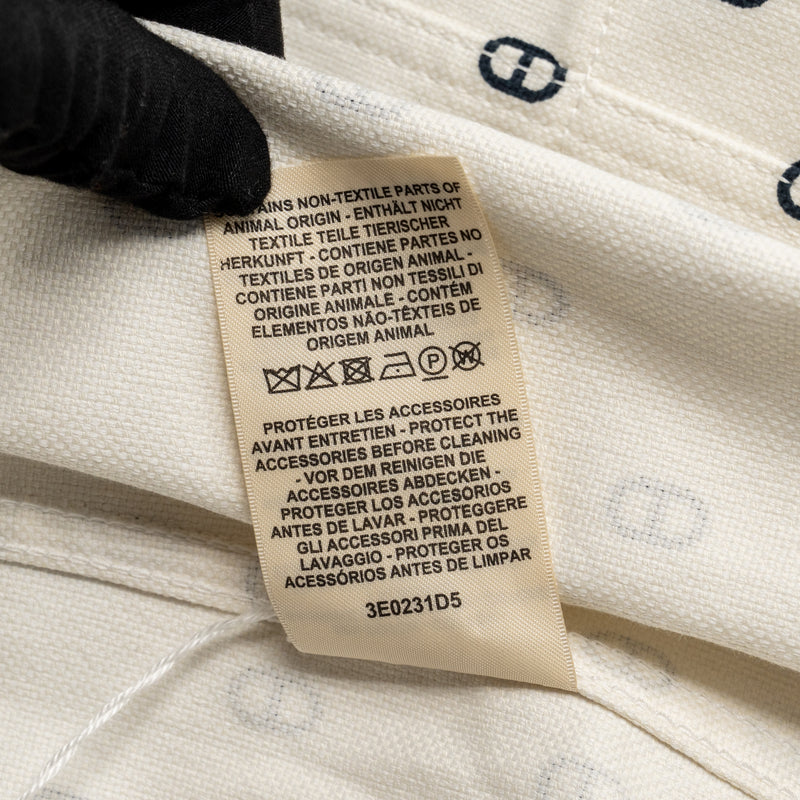 NON-TEXTILE PARTS OF
ANIMAL ORIGIN - ENTHÄLT NICHT
TEXTILE TEILE TIERISCHER
HERKUNFT - CONTIENE PARTES NO
TEXTILES DE ORIGEN ANIMAL -
CONTIENE PARTI NON TESSILI DI
ORIGINE ANIMALE - CONTÉM
ELEMENTOS NÃO-TÊXTEIS DE
ORIGEM ANIMAL
P W
PROTÉGER LES ACCESSOIRES
AVANT ENTRETIEN - PROTECT THE
ACCESSORIES BEFORE CLEANING
- VOR DEM REINIGEN DIE
ACCESSOIRES ABDECKEN -
PROTEGER LOS ACCESORIOS
ANTES DE LAVAR - PROTEGGERE
GLI ACCESSORI PRIMA DEL
LAVAGGIO - PROTEGER OS
ACESSÓRIOS ANTES DE LIMPAR
3E0231D5